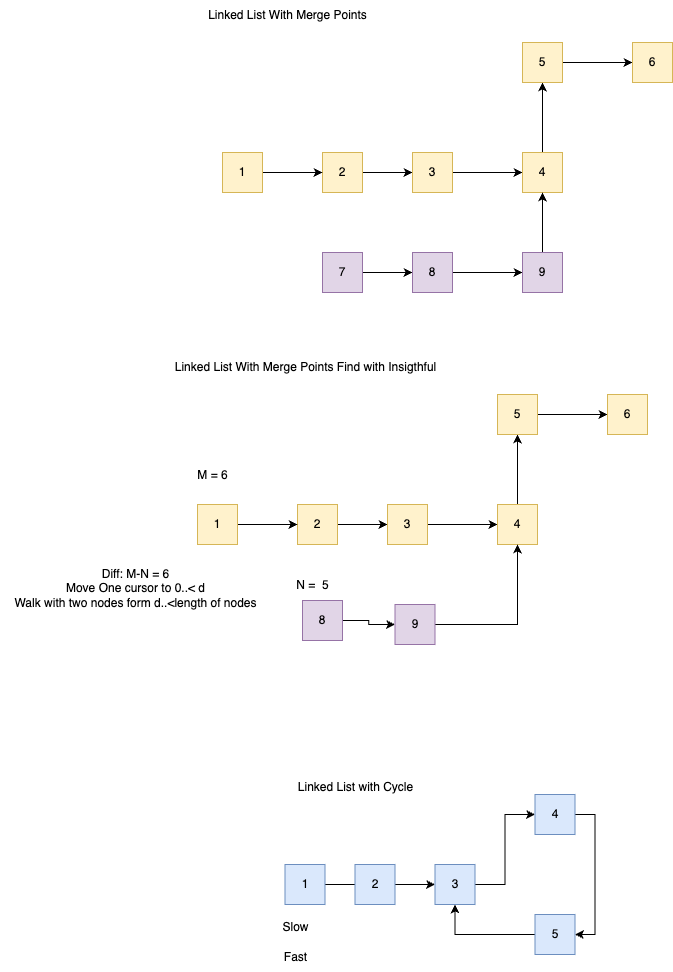 Linked List With Merge Points
5
6
1
2
3
4
7
8
9
Linked List With Merge Points Find with Insigthful
5
6
M = 6
1
2
3
4
Diff: M-N = 6
Move One cursor to 0..< d
Walk with two nodes form d..<length of nodes
N =  5
8
9
Linked List with Cycle
4
1
2
3
Slow
5
Fast